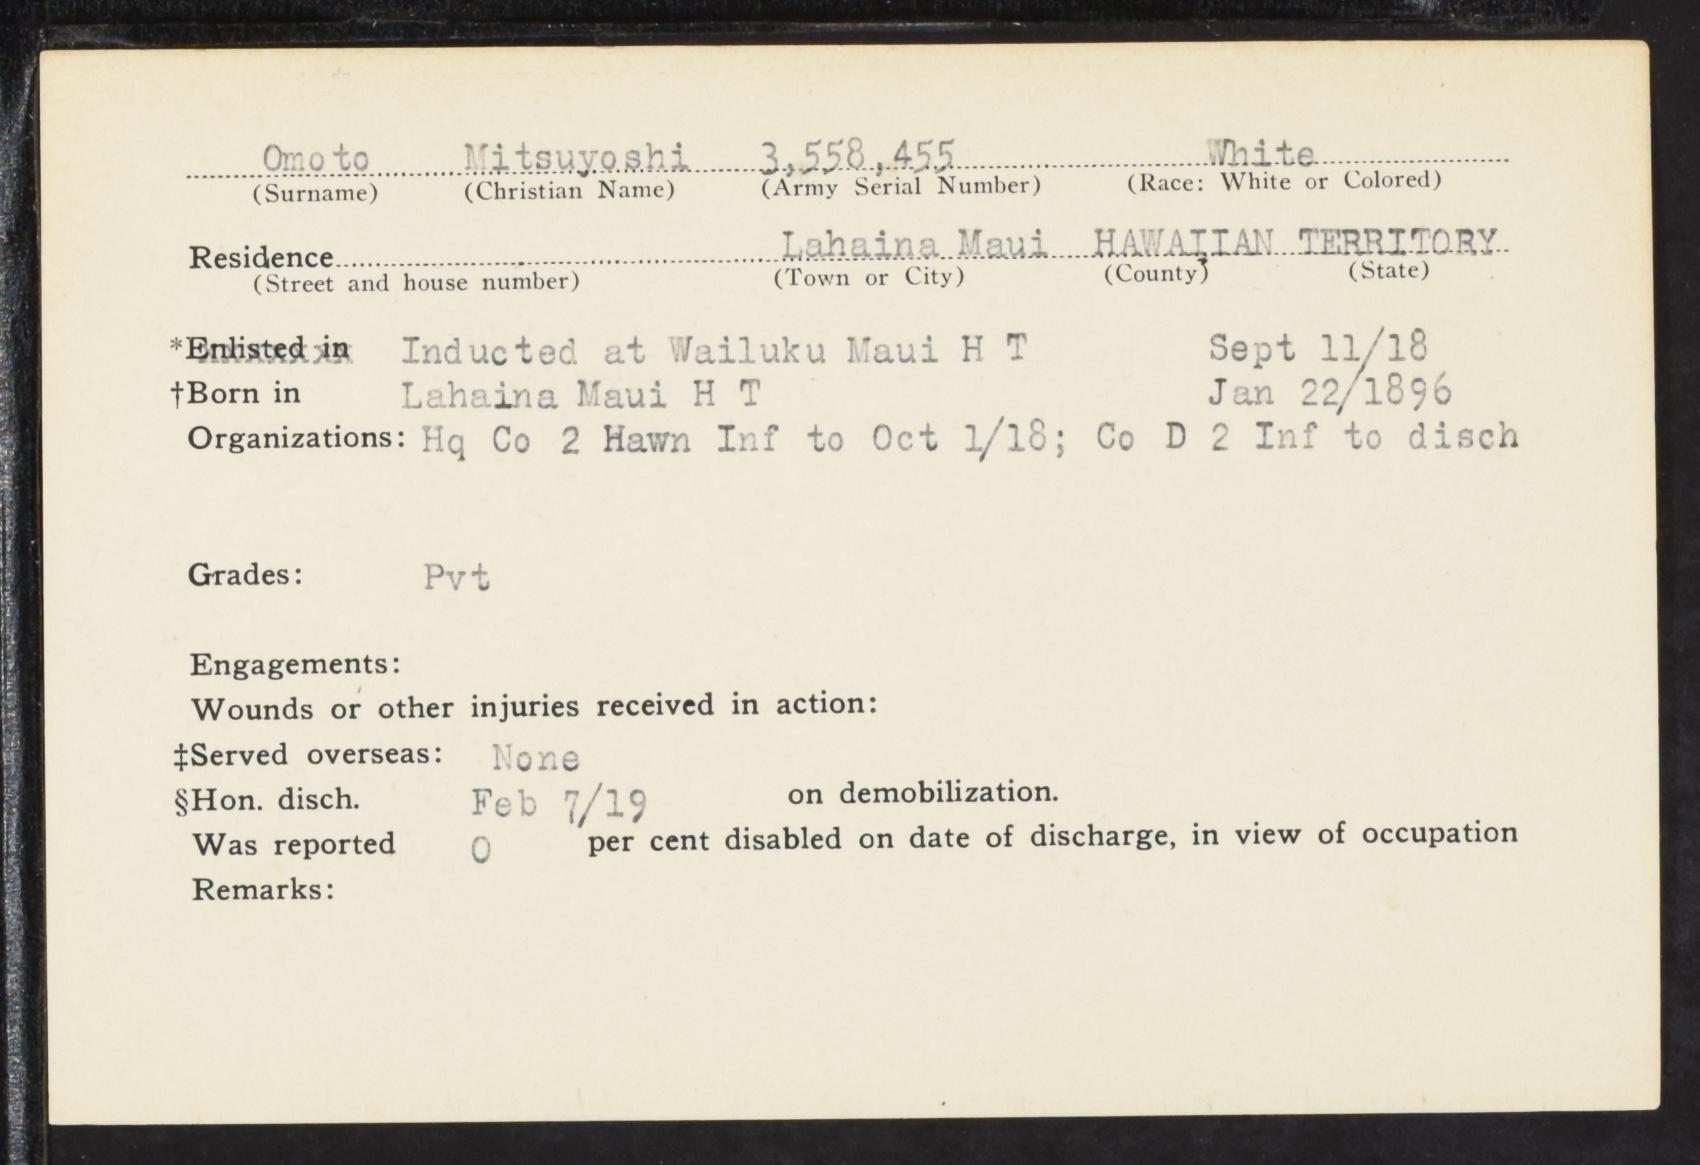 Omoto Mitsuyoshi 3,558,455 White
(Surname) (Christian Name) (Army Serial Number) (Race: White or Colored)
Residence Lahaina Maui HAWAIIAN TERRITORY
(Street and house number) (Town or City) (County) (State)
*Enlisted in Inducted at Wailuku Maui H T Sept 11/18
†Born in Lahaina Maui H T Jan 22/1896
Organizations: Hq Co 2 Hawn Inf to Oct 1/18; Co D 2 Inf to disch
Grades: Pvt
Engagements:
Wounds or other injuries received in action:
‡Served overseas: None
§Hon. disch. Feb 7/19 on demobilization.
Was reported 0 per cent disabled on date of discharge, in view of occupation
Remarks: